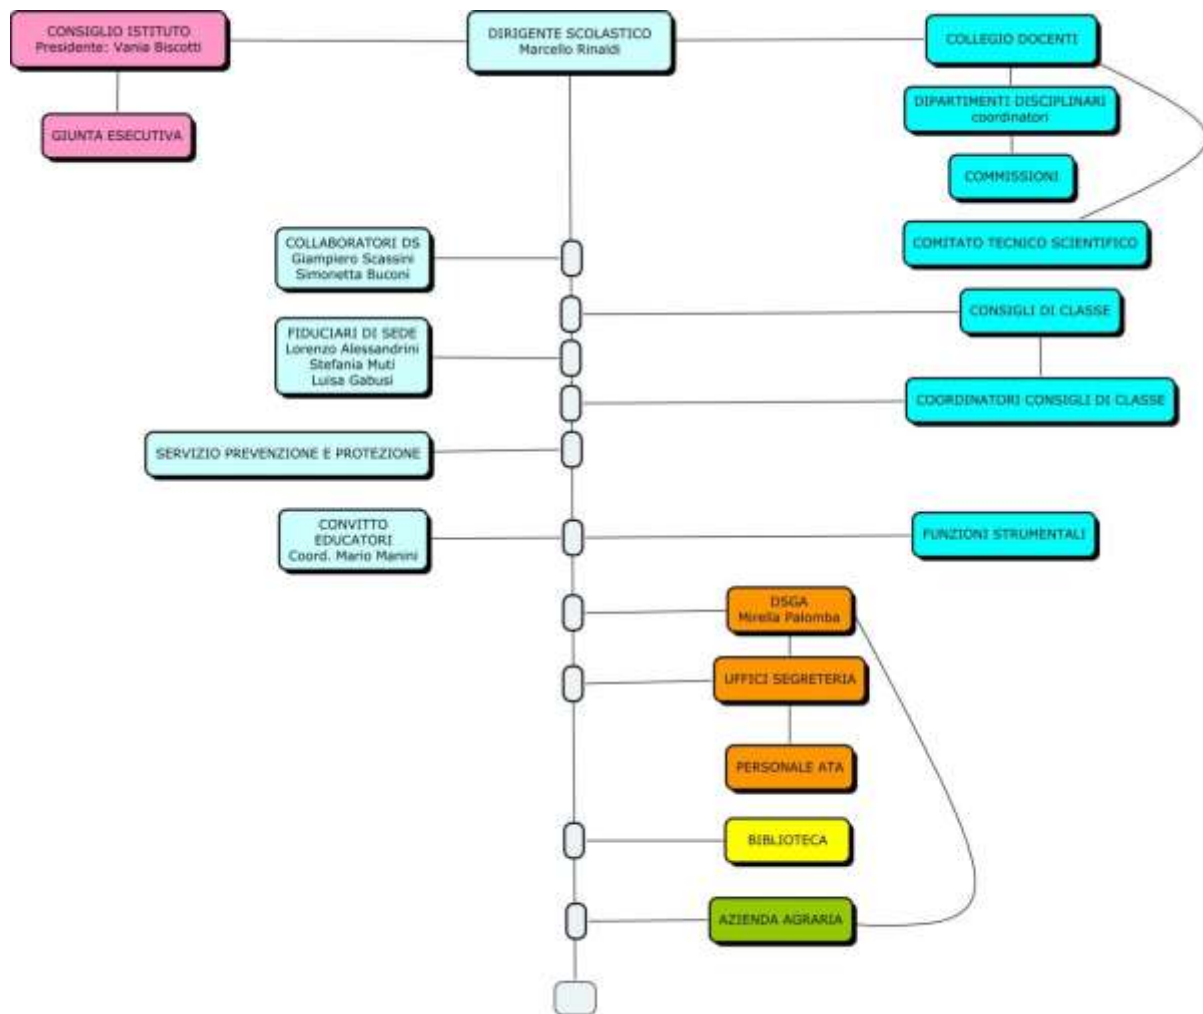 CONSIGLIO ISTITUTO
Presidente: Vania Biscotti
DIRIGENTE SCOLASTICO
Marcello Rinaldi
COLLEGIO DOCENTI
DIPARTIMENTI DISCIPLINARI
coordinatori
GIUNTA ESECUTIVA
COMMISSIONI
COLLABORATORI DS
Giampiero Scassini
Simonetta Buconi
COMITATO TECNICO SCIENTIFICO
CONSIGLI DI CLASSE
FIDUCIARI DI SEDE
Lorenzo Alessandrini
Stefania Muti
Luisa Gabusi
COORDINATORI CONSIGLI DI CLASSE
SERVIZIO PREVENZIONE E PROTEZIONE
CONVITTO
EDUCATORI
Coord. Mario Manini
FUNZIONI STRUMENTALI
DSGA
Mirella Palomba
UFFICI SEGRETERIA
PERSONALE ATA
BIBLIOTECA
AZIENDA AGRARIA